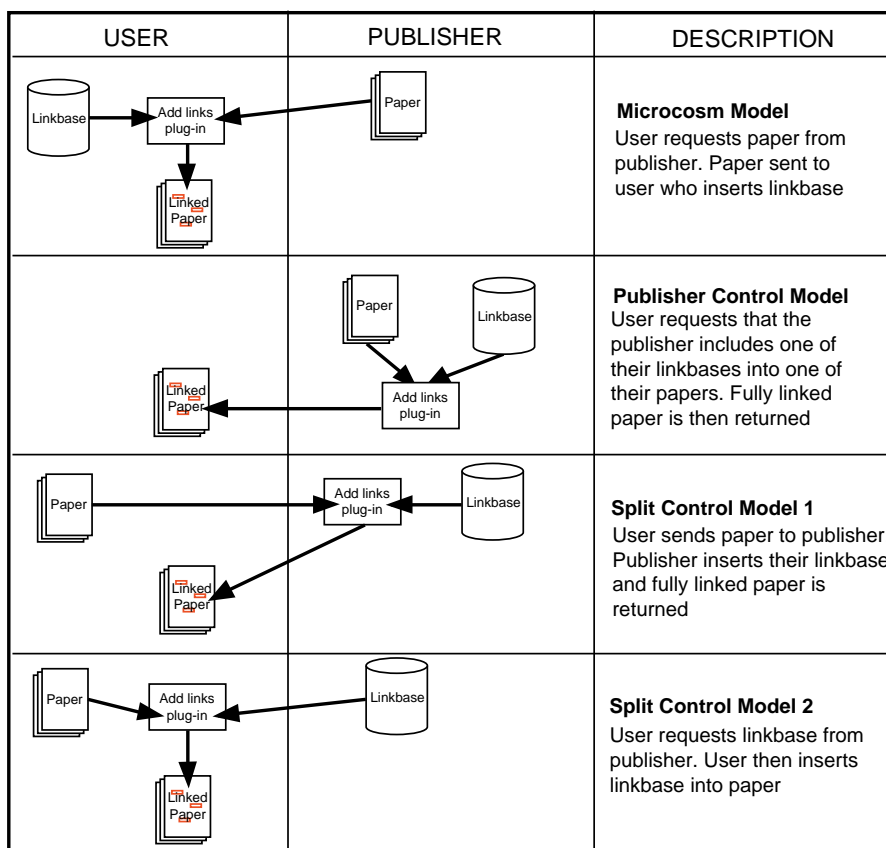 USER
PUBLISHER
DESCRIPTION
Linkbase
Add links
plug-in
Paper
Linked
Paper
Microcosm Model
User requests paper from
publisher. Paper sent to
user who inserts linkbase
Paper
Linkbase
Add links
plug-in
Linked
Paper
Publisher Control Model
User requests that the
publisher includes one of
their linkbases into one of
their papers. Fully linked
paper is then returned
Paper
Add links
plug-in
Linkbase
Linked
Paper
Split Control Model 1
User sends paper to publisher
Publisher inserts their linkbase
and fully linked paper is
returned
Paper
Add links
plug-in
Linkbase
Linked
Paper
Split Control Model 2
User requests linkbase from
publisher. User then inserts
linkbase into paper